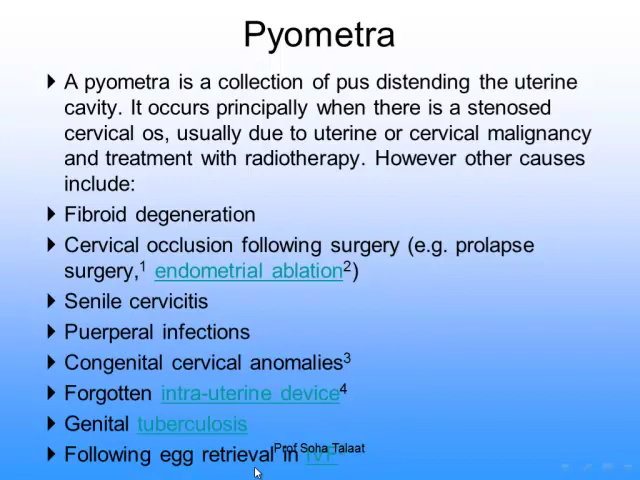 Pyometra
A pyometra is a collection of pus distending the uterine
cavity. It occurs principally when there is a stenosed
cervical os, usually due to uterine or cervical malignancy
and treatment with radiotherapy. However other causes
include:
Fibroid degeneration
Cervical occlusion following surgery (e.g. prolapse
surgery,¹ endometrial ablation²)
Senile cervicitis
Puerperal infections
Congenital cervical anomalies³
Forgotten intra-uterine device⁴
Genital tuberculosis
Following egg retrieval in IVF
Prof Soha Talaat